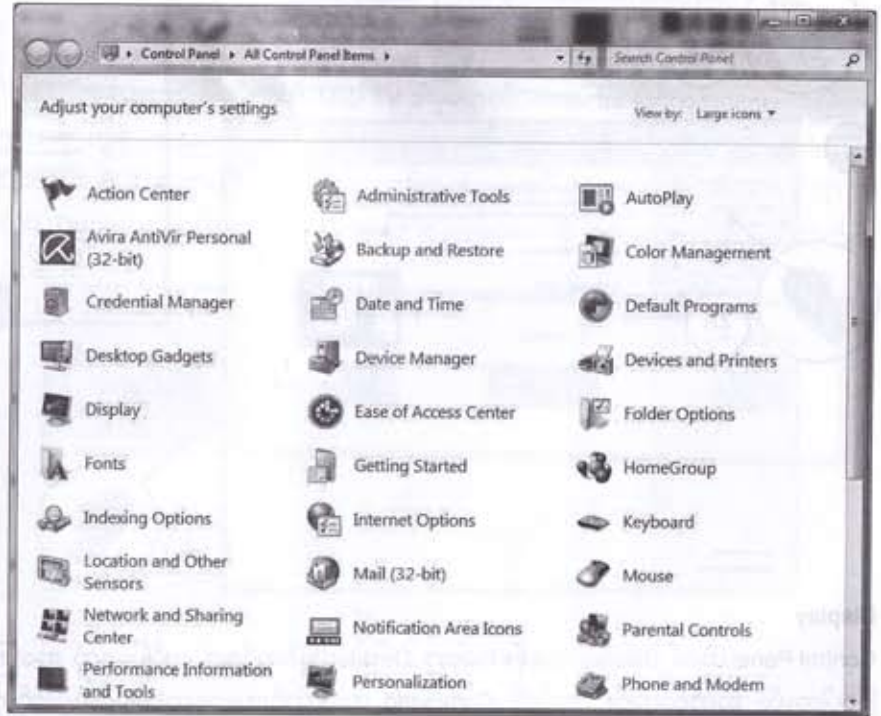 Control Panel ▸ All Control Panel Items ▸
Search Control Panel
Adjust your computer's settings
View by: Large icons ▾
Action Center
Administrative Tools
AutoPlay
Avira AntiVir Personal
(32-bit)
Backup and Restore
Color Management
Credential Manager
Date and Time
Default Programs
Desktop Gadgets
Device Manager
Devices and Printers
Display
Ease of Access Center
Folder Options
Fonts
Getting Started
HomeGroup
Indexing Options
Internet Options
Keyboard
Location and Other
Sensors
Mail (32-bit)
Mouse
Network and Sharing
Center
Notification Area Icons
Parental Controls
Performance Information
and Tools
Personalization
Phone and Modem